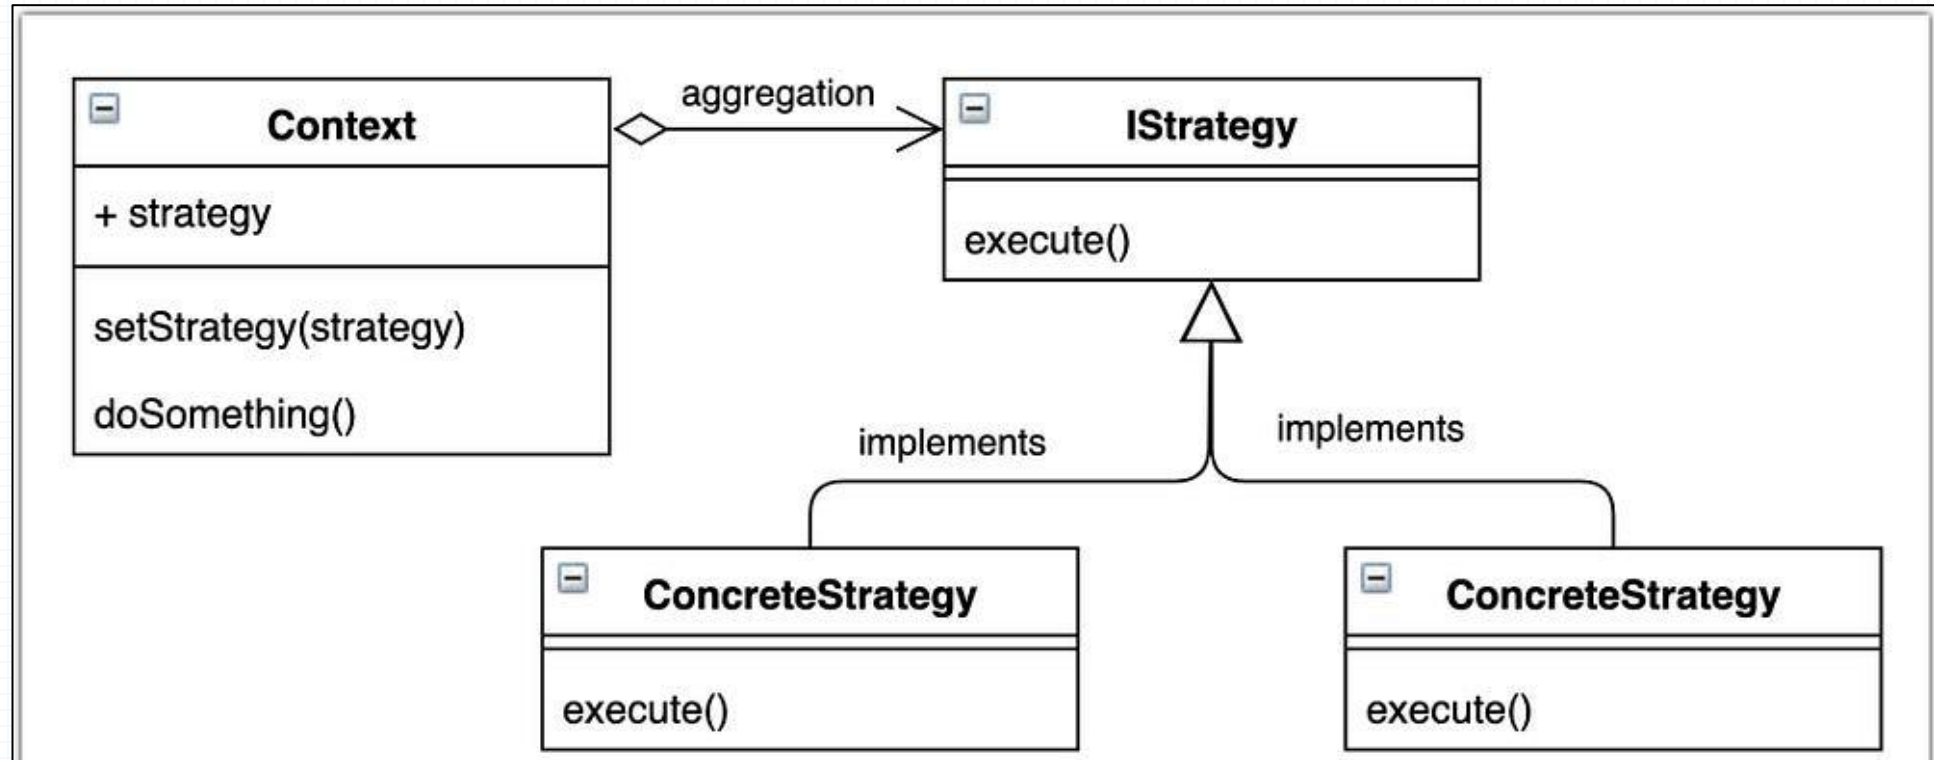 Context
+ strategy
setStrategy(strategy)
doSomething()
aggregation
IStrategy
execute()
implements
implements
ConcreteStrategy
execute()
ConcreteStrategy
execute()